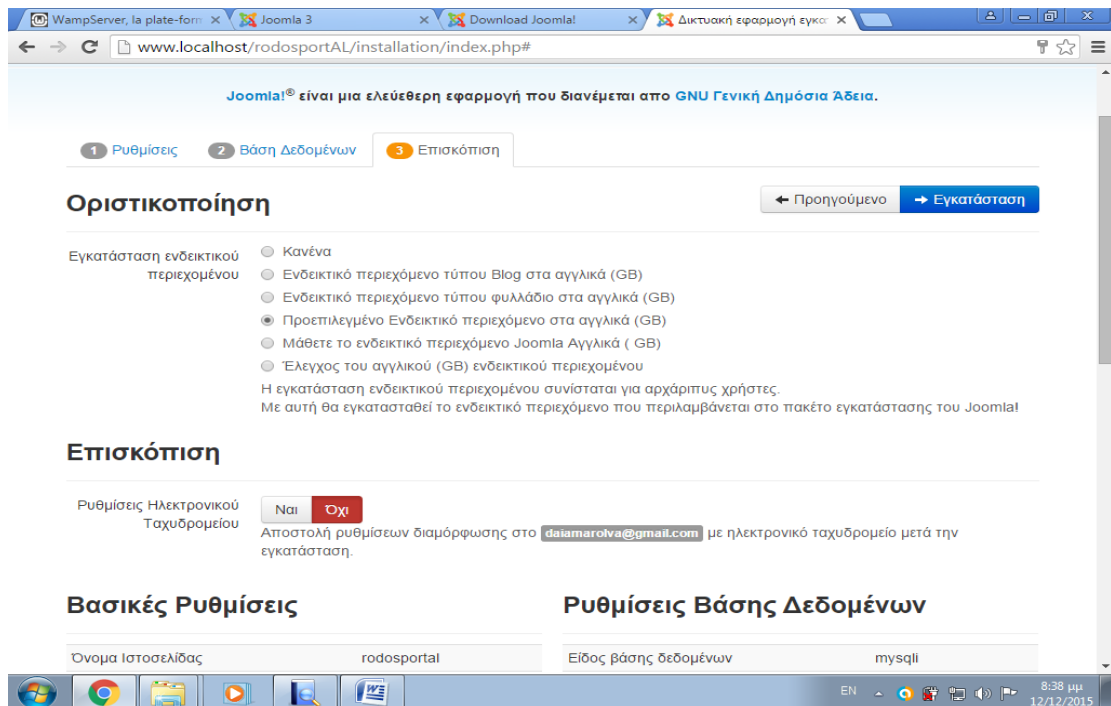 WampServer, la plate-form
Joomla 3
Download Joomla!
Δικτυακή εφαρμογή εγκα
www.localhost/rodosportAL/installation/index.php#
Joomla!® είναι μια ελεύεθερη εφαρμογή που διανέμεται απο GNU Γενική Δημόσια Άδεια.
1 Ρυθμίσεις 2 Βάση Δεδομένων 3 Επισκόπιση
Οριστικοποίηση
Προηγούμενο Εγκατάσταση
Εγκατάσταση ενδεικτικού
περιεχομένου
Κανένα
Ενδεικτικό περιεχόμενο τύπου Blog στα αγγλικά (GB)
Ενδεικτικό περιεχόμενο τύπου φυλλάδιο στα αγγλικά (GB)
Προεπιλεγμένο Ενδεικτικό περιεχόμενο στα αγγλικά (GB)
Μάθετε το ενδεικτικό περιεχόμενο Joomla Αγγλικά ( GB)
Έλεγχος του αγγλικού (GB) ενδεικτικού περιεχομένου
Η εγκατάσταση ενδεικτικού περιεχομένου συνίσταται για αρχάριπυς χρήστες.
Με αυτή θα εγκατασταθεί το ενδεικτικό περιεχόμενο που περιλαμβάνεται στο πακέτο εγκατάστασης του Joomla!
Επισκόπιση
Ρυθμίσεις Ηλεκτρονικού
Ταχυδρομείου
Ναι Όχι
Αποστολή ρυθμίσεων διαμόρφωσης στο daiamarolva@gmail.com με ηλεκτρονικό ταχυδρομείο μετά την
εγκατάσταση.
Βασικές Ρυθμίσεις
Όνομα Ιστοσελίδας rodosportal
Ρυθμίσεις Βάσης Δεδομένων
Είδος βάσης δεδομένων mysqli
EN
8:38 μμ
12/12/2015